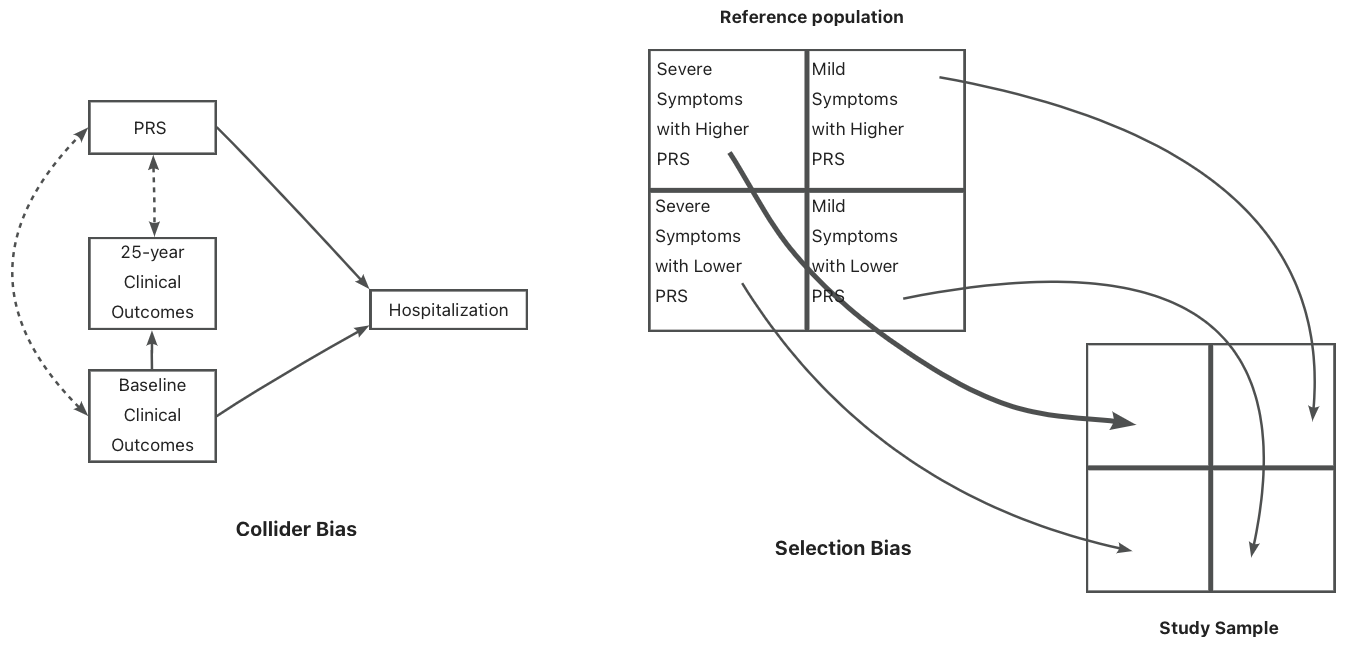 PRS
25-year
Clinical
Outcomes
Baseline
Clinical
Outcomes
Hospitalization
Collider Bias
Reference population
Severe
Symptoms
with Higher
PRS
Mild
Symptoms
with Higher
PRS
Severe
Symptoms
with Lower
PRS
Mild
Symptoms
with Lower
PRS
Selection Bias
Study Sample